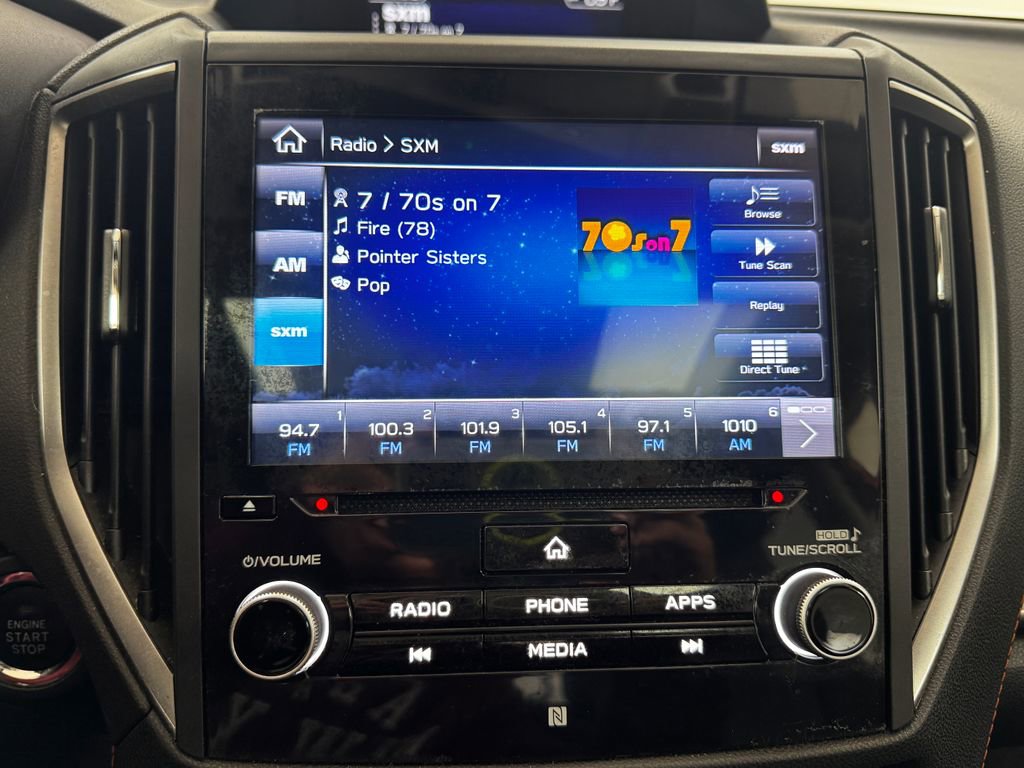 sxm
Radio > SXM
sxm
FM
7 / 70s on 7
Fire (78)
Pointer Sisters
Pop
70s on 7
Browse
AM
Tune Scan
Replay
sxm
Direct Tune
1 2 3 4 5 6
94.7 100.3 101.9 105.1 97.1 1010
FM FM FM FM FM AM
HOLD
⏻/VOLUME
TUNE/SCROLL
RADIO PHONE APPS
MEDIA
ENGINE
START
STOP
N